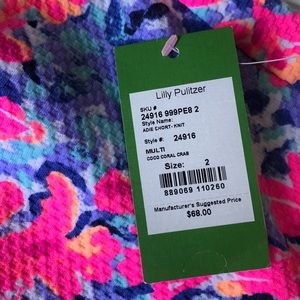 Lilly Pulitzer
SKU #
24916 999PE8 2
Style Name:
ADIE SHORT- KNIT
Style #: 24916
MULTI
COCO CORAL CRAB
Size: 2
889069 110260
Manufacturer's Suggested Price
$68.00